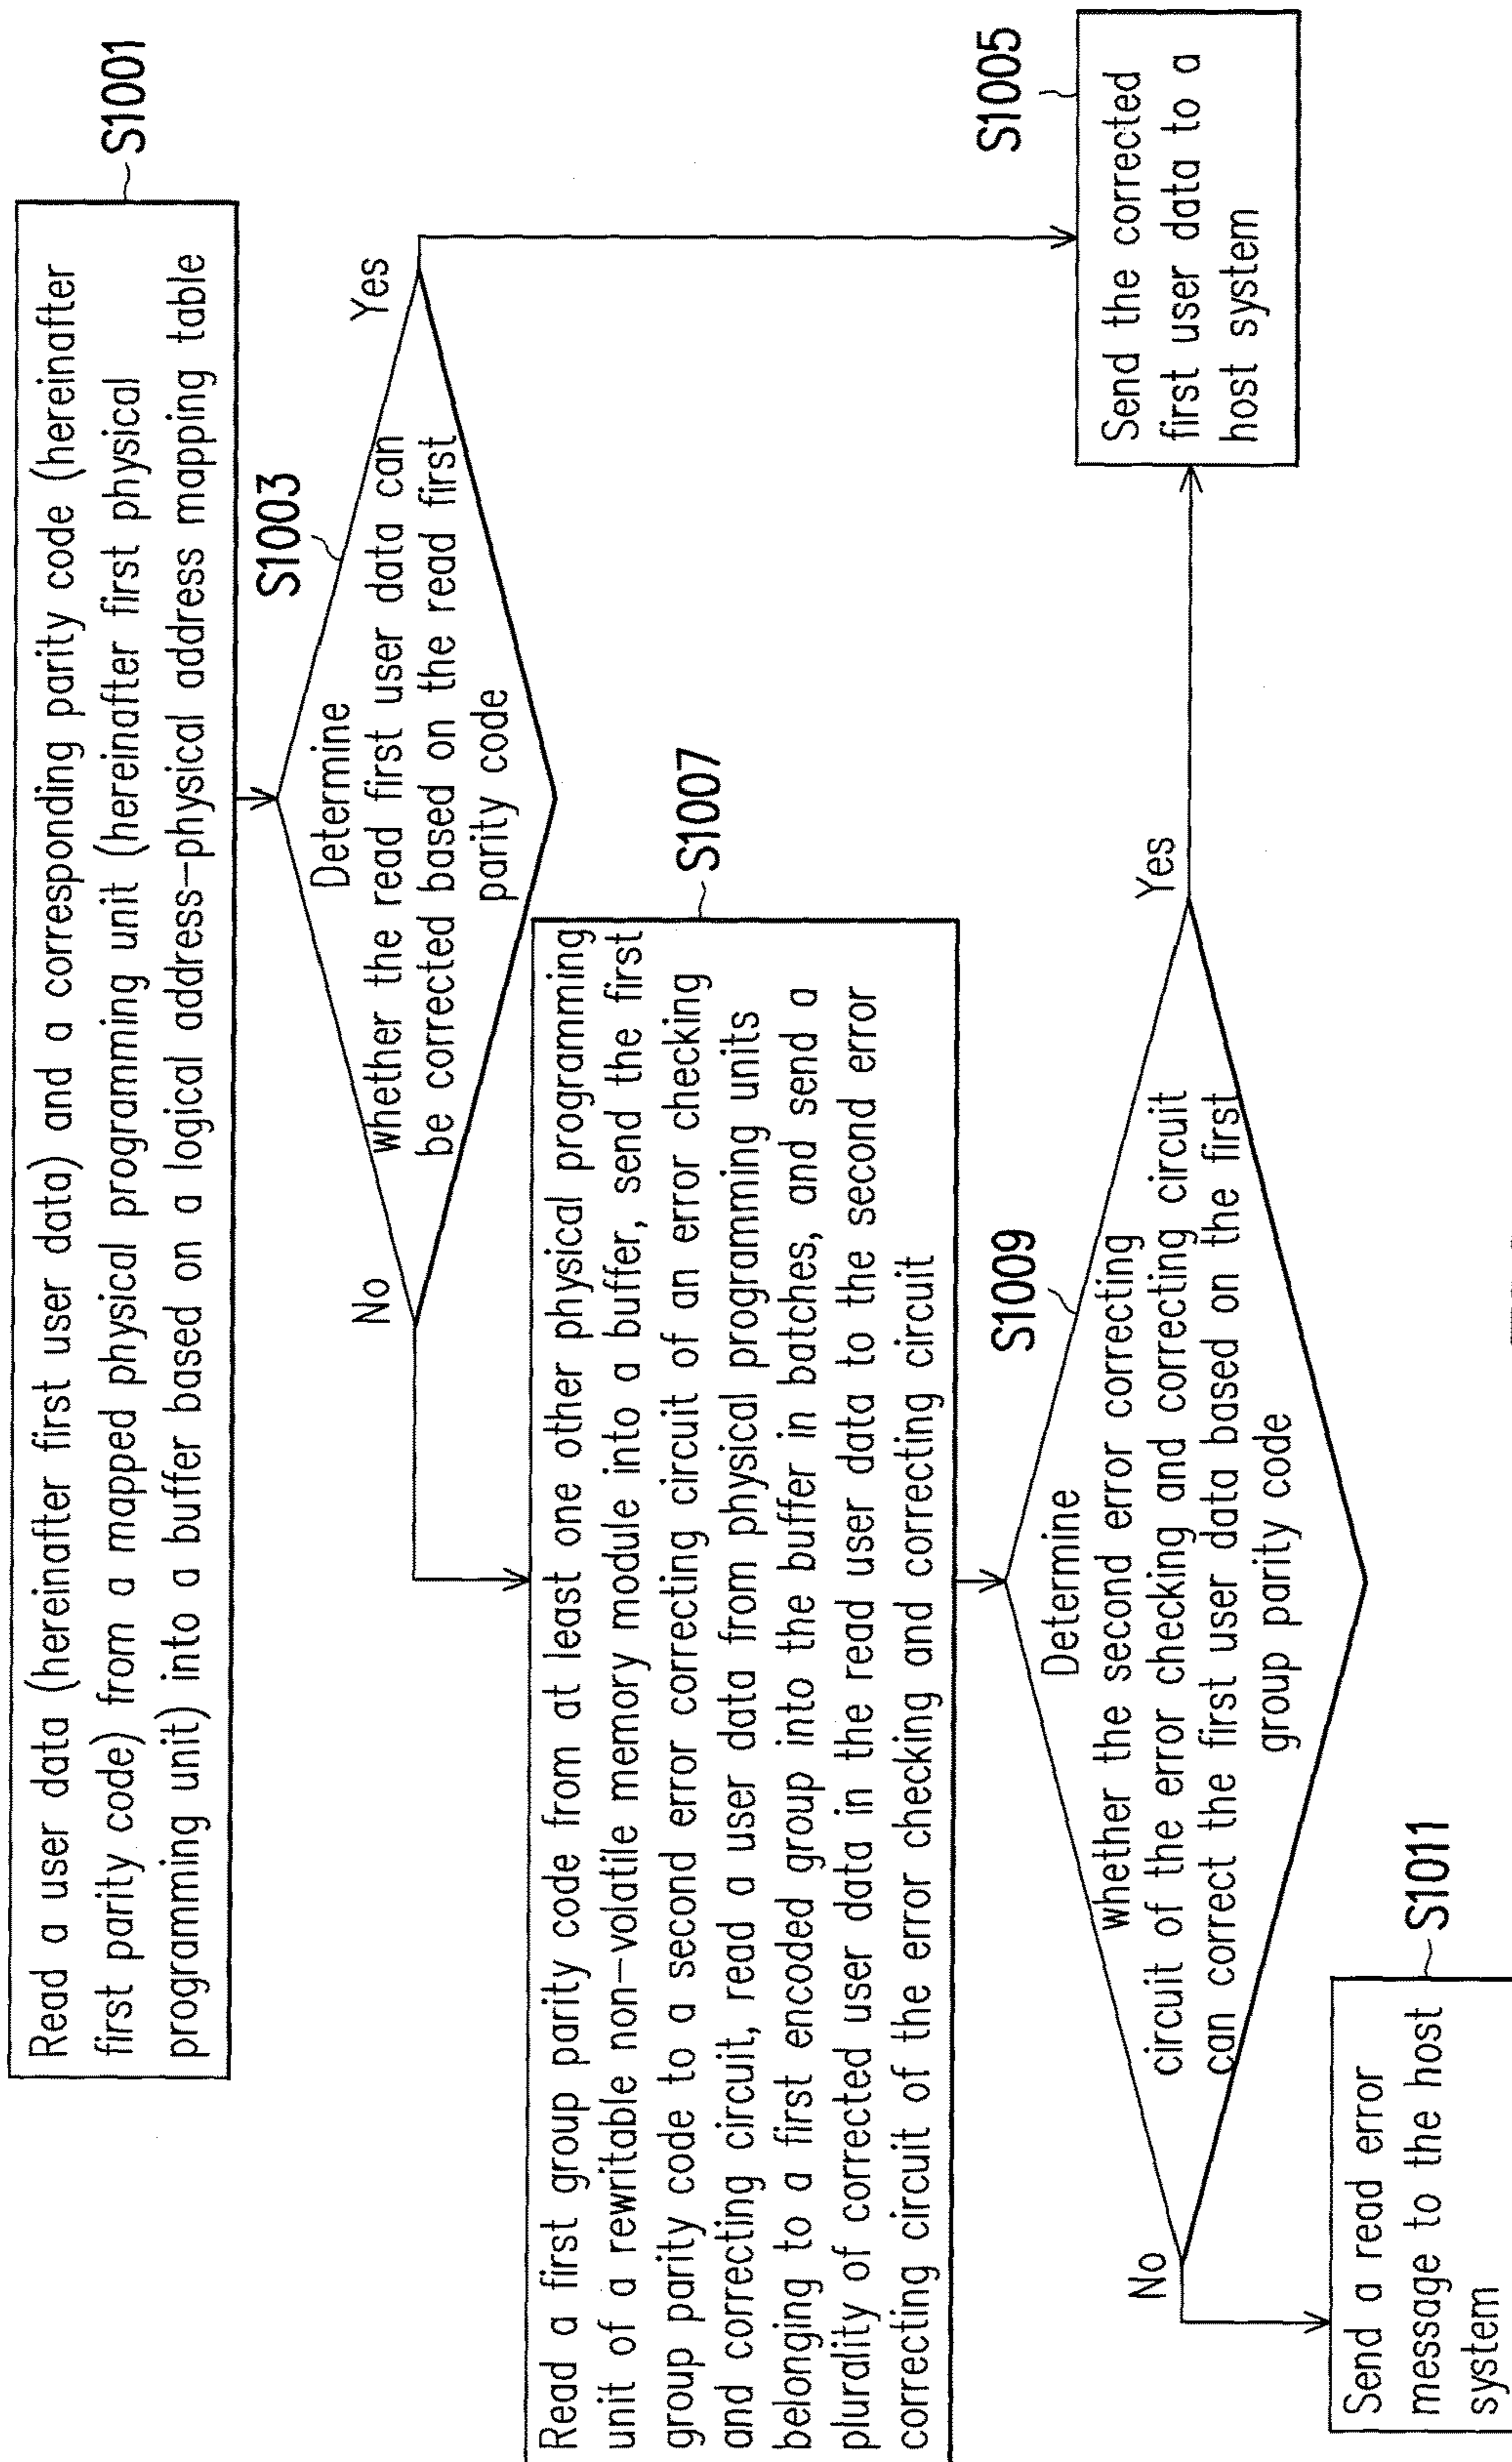 Read a user data (hereinafter first user data) and a corresponding parity code (hereinafter
first parity code) from a mapped physical programming unit (hereinafter first physical
programming unit) into a buffer based on a logical address-physical address mapping table
S1001
S1003
Determine
whether the read first user data can
be corrected based on the read first
parity code
Yes
No
Read a first group parity code from at least one other physical programming
unit of a rewritable non-volatile memory module into a buffer, send the first
group parity code to a second error correcting circuit of an error checking
and correcting circuit, read a user data from physical programming units
belonging to a first encoded group into the buffer in batches, and send a
plurality of corrected user data in the read user data to the second error
correcting circuit of the error checking and correcting circuit
S1007
S1005
Send the corrected
first user data to a
host system
S1009
Determine
whether the second error correcting
circuit of the error checking and correcting circuit
can correct the first user data based on the first
group parity code
Yes
No
Send a read error
message to the host
system
S1011